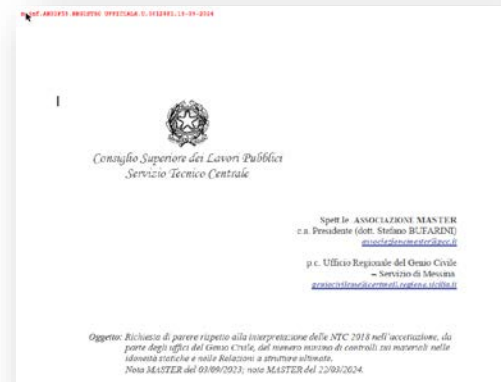 Consiglio Superiore dei Lavori Pubblici
Servizio Tecnico Centrale
Spett.le ASSOCIAZIONE MASTER
c.a. Presidente (dott. Stefano BUFARINI)
associazionemaster@pec.it
p.c. Ufficio Regionale del Genio Civile
– Servizio di Messina
Oggetto: Richiesta di parere rispetto alla interpretazione delle NTC 2018 nell'accettazione, da
parte degli uffici del Genio Civile, del numero minimo di controlli sui materiali nelle
idoneità statiche e nelle Relazioni a strutture ultimate.
Nota MASTER del 03/09/2023; nota MASTER del 22/03/2024.